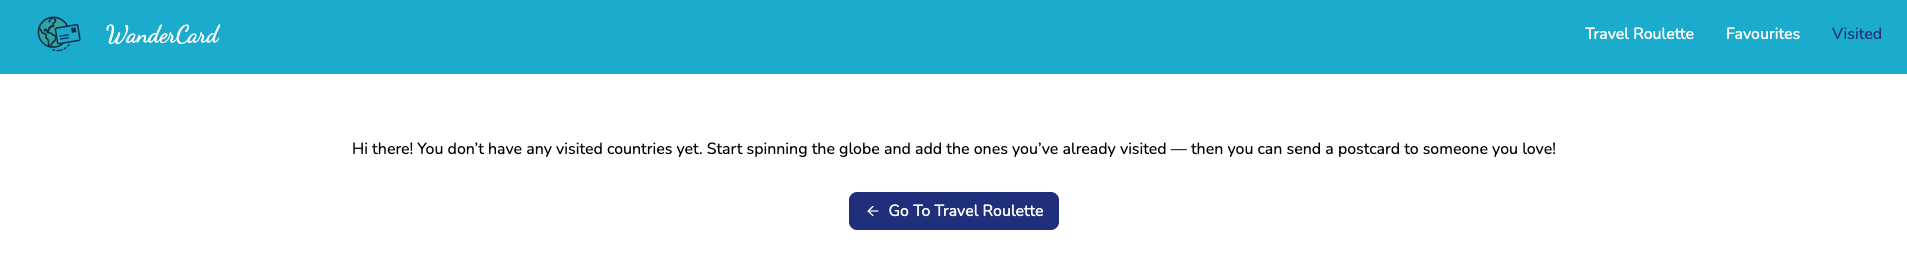 WanderCard
Travel Roulette
Favourites
Visited
Hi there! You don’t have any visited countries yet. Start spinning the globe and add the ones you’ve already visited — then you can send a postcard to someone you love!
← Go To Travel Roulette